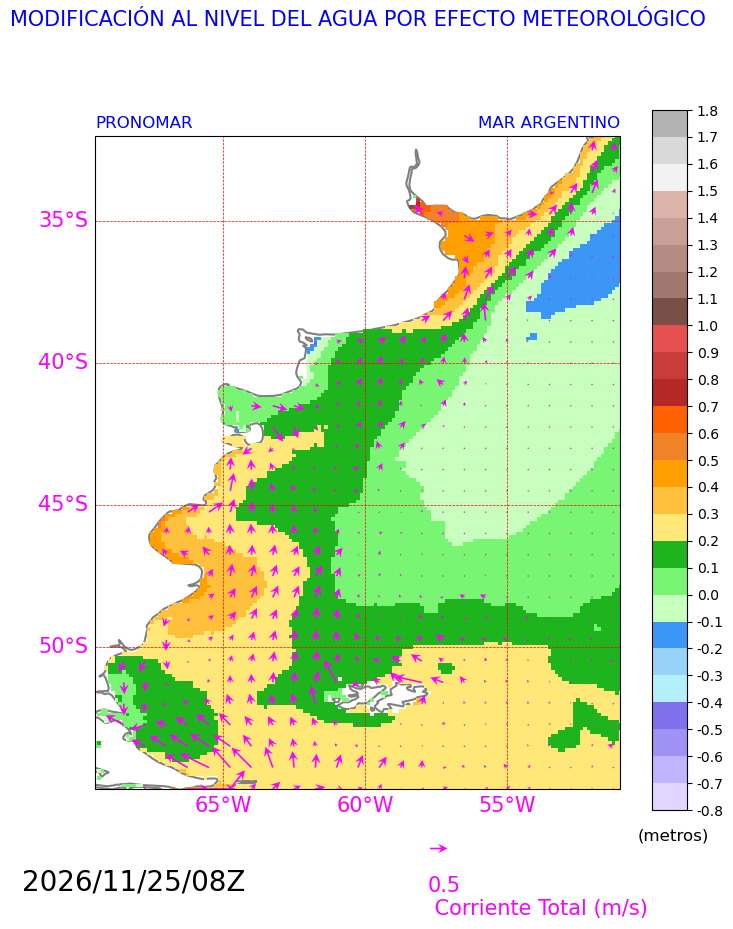 MODIFICACIÓN AL NIVEL DEL AGUA POR EFECTO METEOROLÓGICO
PRONOMAR
MAR ARGENTINO
35°S
40°S
45°S
50°S
65°W
60°W
55°W
1.8
1.7
1.6
1.5
1.4
1.3
1.2
1.1
1.0
0.9
0.8
0.7
0.6
0.5
0.4
0.3
0.2
0.1
0.0
-0.1
-0.2
-0.3
-0.4
-0.5
-0.6
-0.7
-0.8
(metros)
2026/11/25/08Z
0.5
Corriente Total (m/s)